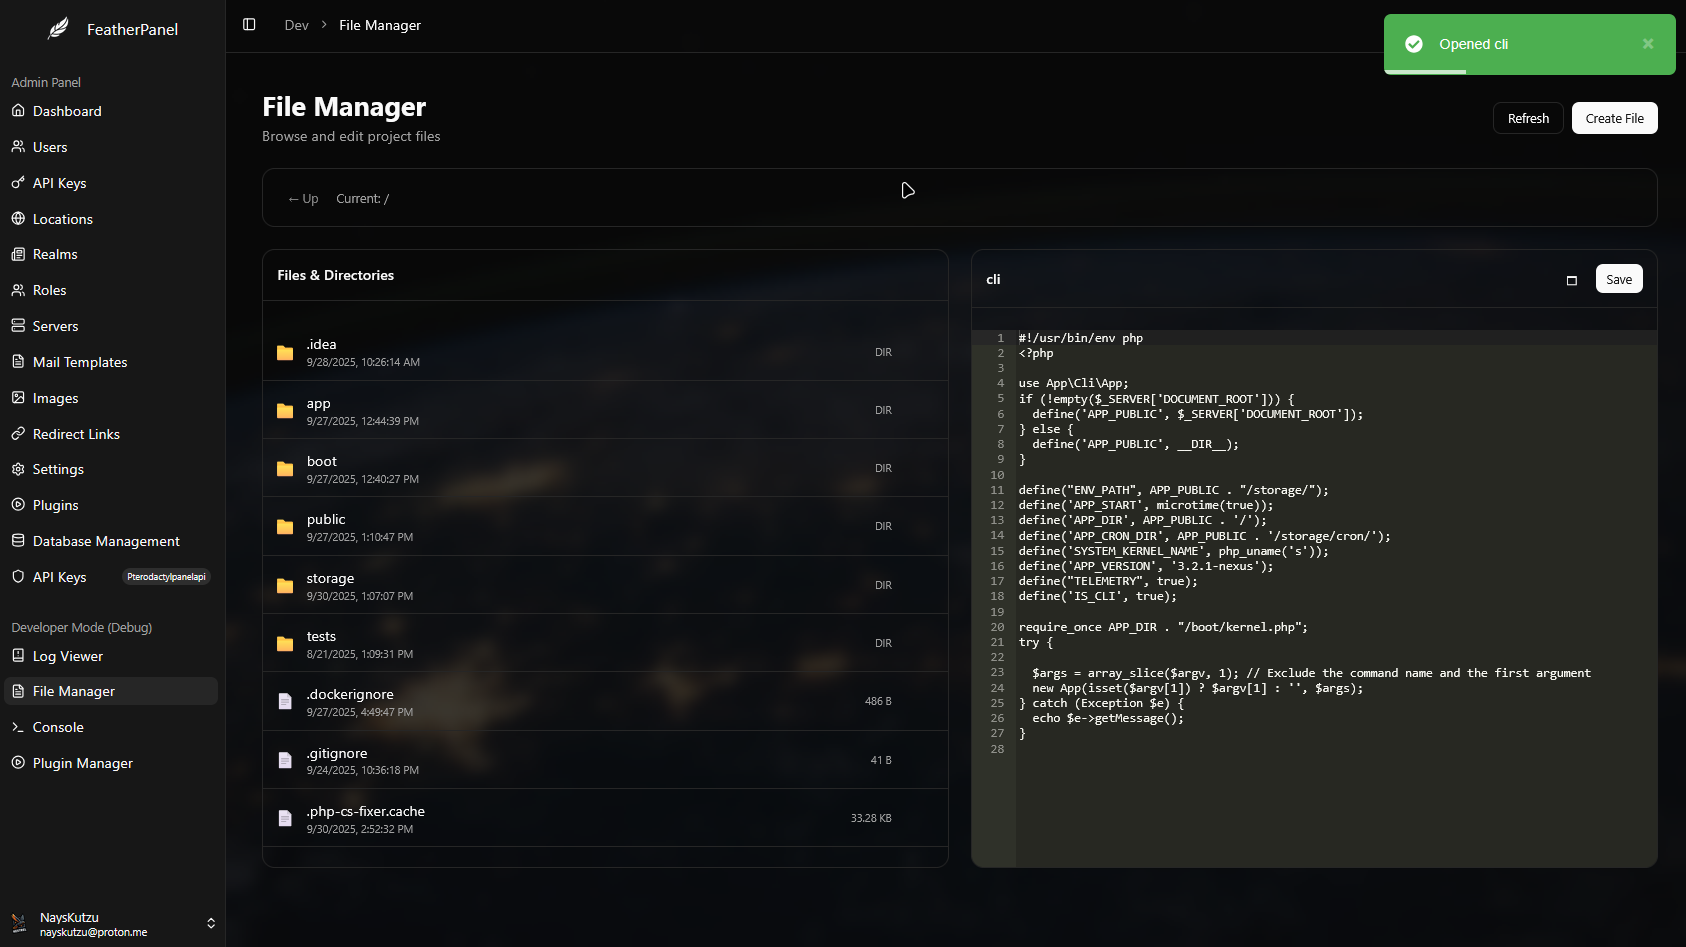 FeatherPanel
Admin Panel
Dashboard
Users
API Keys
Locations
Realms
Roles
Servers
Mail Templates
Images
Redirect Links
Settings
Plugins
Database Management
API Keys Pterodactylpanelapi
Developer Mode (Debug)
Log Viewer
File Manager
Console
Plugin Manager
NaysKutzu
nayskutzu@proton.me
Dev > File Manager
Opened cli
File Manager
Browse and edit project files
Refresh
Create File
← Up Current: /
Files & Directories
.idea
9/28/2025, 10:26:14 AM
DIR
app
9/27/2025, 12:44:39 PM
DIR
boot
9/27/2025, 12:40:27 PM
DIR
public
9/27/2025, 1:10:47 PM
DIR
storage
9/30/2025, 1:07:07 PM
DIR
tests
8/21/2025, 1:09:31 PM
DIR
.dockerignore
9/27/2025, 4:49:47 PM
486 B
.gitignore
9/24/2025, 10:36:18 PM
41 B
.php-cs-fixer.cache
9/30/2025, 2:52:32 PM
33.28 KB
cli
Save
1 #!/usr/bin/env php
2 <?php
3
4 use App\Cli\App;
5 if (!empty($_SERVER['DOCUMENT_ROOT'])) {
6 define('APP_PUBLIC', $_SERVER['DOCUMENT_ROOT']);
7 } else {
8 define('APP_PUBLIC', __DIR__);
9 }
10
11 define("ENV_PATH", APP_PUBLIC . "/storage/");
12 define('APP_START', microtime(true));
13 define('APP_DIR', APP_PUBLIC . '/');
14 define('APP_CRON_DIR', APP_PUBLIC . '/storage/cron/');
15 define('SYSTEM_KERNEL_NAME', php_uname('s'));
16 define('APP_VERSION', '3.2.1-nexus');
17 define("TELEMETRY", true);
18 define('IS_CLI', true);
19
20 require_once APP_DIR . "/boot/kernel.php";
21 try {
22
23 $args = array_slice($argv, 1); // Exclude the command name and the first argument
24 new App(isset($argv[1]) ? $argv[1] : '', $args);
25 } catch (Exception $e) {
26 echo $e->getMessage();
27 }
28